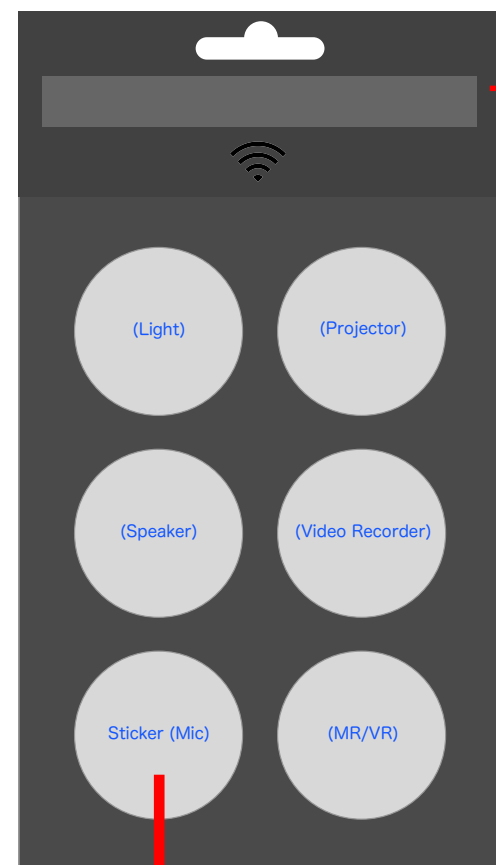 (Light)
(Projector)
(Speaker)
(Video Recorder)
Sticker (Mic)
(MR/VR)